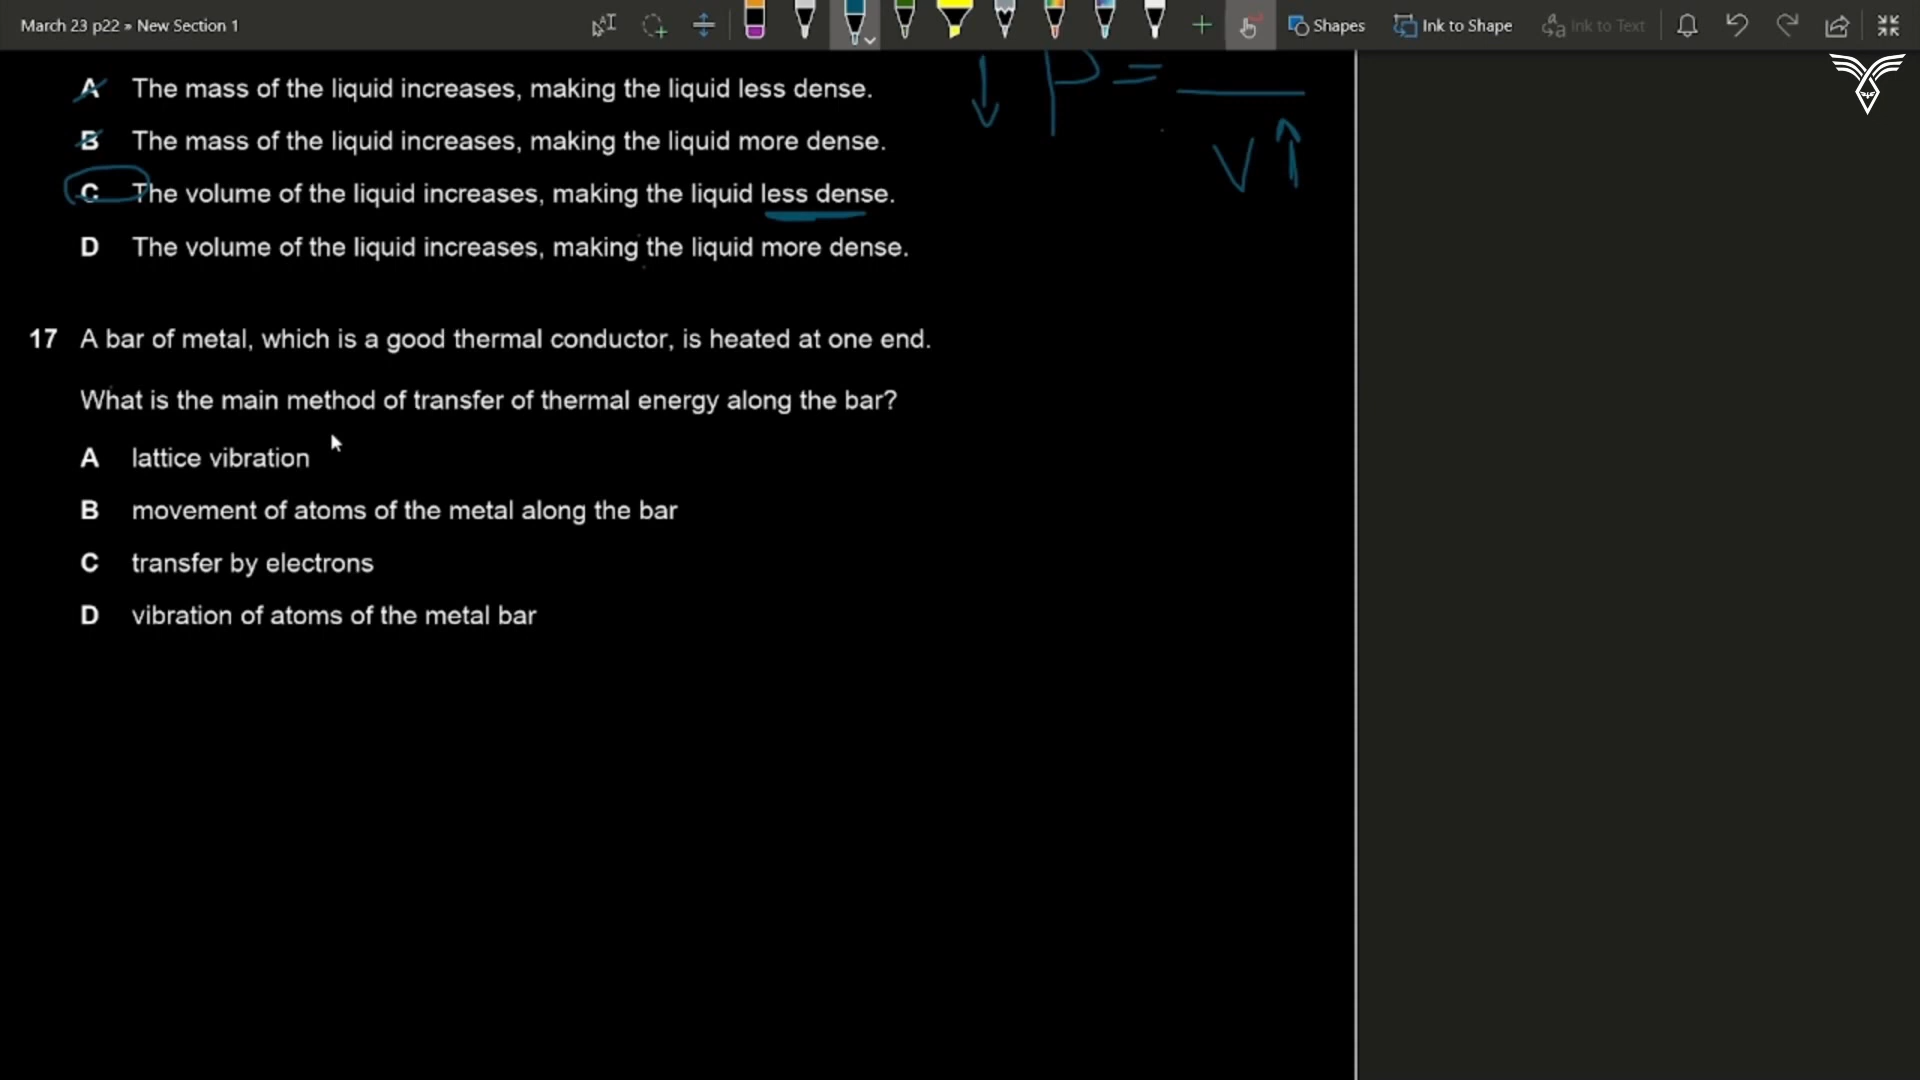 March 23 p22 » New Section 1
Shapes
Ink to Shape
Ink to Text
A The mass of the liquid increases, making the liquid less dense.
B The mass of the liquid increases, making the liquid more dense.
C The volume of the liquid increases, making the liquid less dense.
D The volume of the liquid increases, making the liquid more dense.
↓ ρ = 
V ↑
17 A bar of metal, which is a good thermal conductor, is heated at one end.
What is the main method of transfer of thermal energy along the bar?
A lattice vibration
B movement of atoms of the metal along the bar
C transfer by electrons
D vibration of atoms of the metal bar